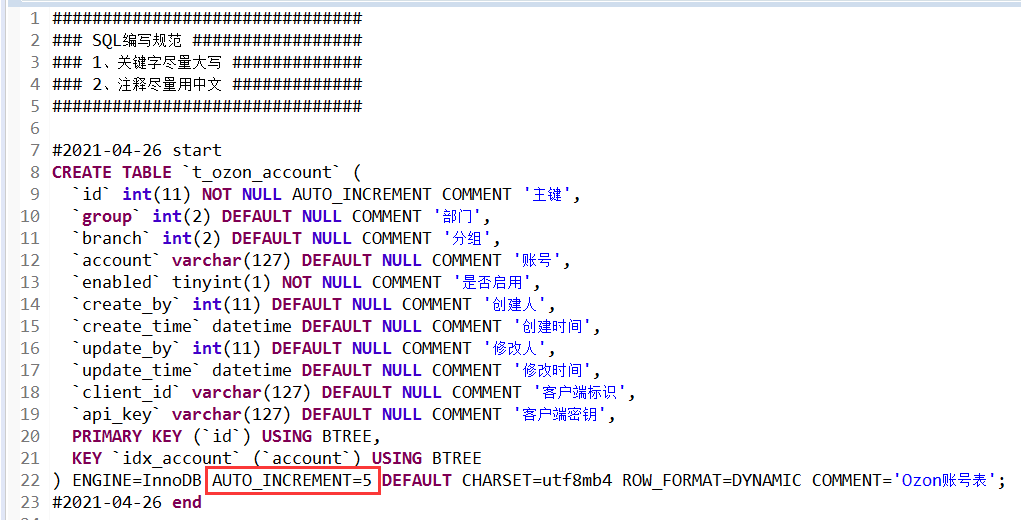 1 ###############################
2 ### SQL编写规范 #################
3 ### 1、关键字尽量大写 #############
4 ### 2、注释尽量用中文 #############
5 ###############################
6
7 #2021-04-26 start
8 CREATE TABLE `t_ozon_account` (
9 `id` int(11) NOT NULL AUTO_INCREMENT COMMENT '主键',
10 `group` int(2) DEFAULT NULL COMMENT '部门',
11 `branch` int(2) DEFAULT NULL COMMENT '分组',
12 `account` varchar(127) DEFAULT NULL COMMENT '账号',
13 `enabled` tinyint(1) NOT NULL COMMENT '是否启用',
14 `create_by` int(11) DEFAULT NULL COMMENT '创建人',
15 `create_time` datetime DEFAULT NULL COMMENT '创建时间',
16 `update_by` int(11) DEFAULT NULL COMMENT '修改人',
17 `update_time` datetime DEFAULT NULL COMMENT '修改时间',
18 `client_id` varchar(127) DEFAULT NULL COMMENT '客户端标识',
19 `api_key` varchar(127) DEFAULT NULL COMMENT '客户端密钥',
20 PRIMARY KEY (`id`) USING BTREE,
21 KEY `idx_account` (`account`) USING BTREE
22 ) ENGINE=InnoDB AUTO_INCREMENT=5 DEFAULT CHARSET=utf8mb4 ROW_FORMAT=DYNAMIC COMMENT='Ozon账号表';
23 #2021-04-26 end